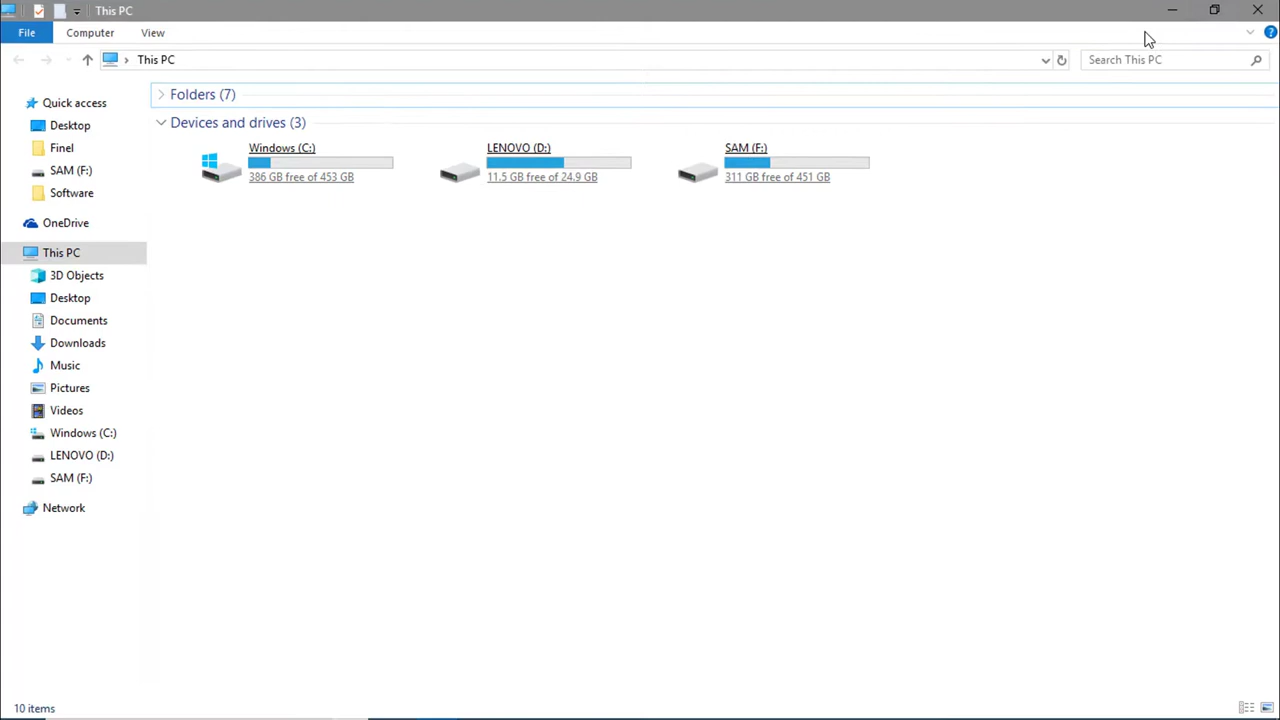 This PC
File Computer View
This PC
Search This PC
Quick access
Desktop
Finel
SAM (F:)
Software
OneDrive
This PC
3D Objects
Desktop
Documents
Downloads
Music
Pictures
Videos
Windows (C:)
LENOVO (D:)
SAM (F:)
Network
Folders (7)
Devices and drives (3)
Windows (C:)
386 GB free of 453 GB
LENOVO (D:)
11.5 GB free of 24.9 GB
SAM (F:)
311 GB free of 451 GB
10 items